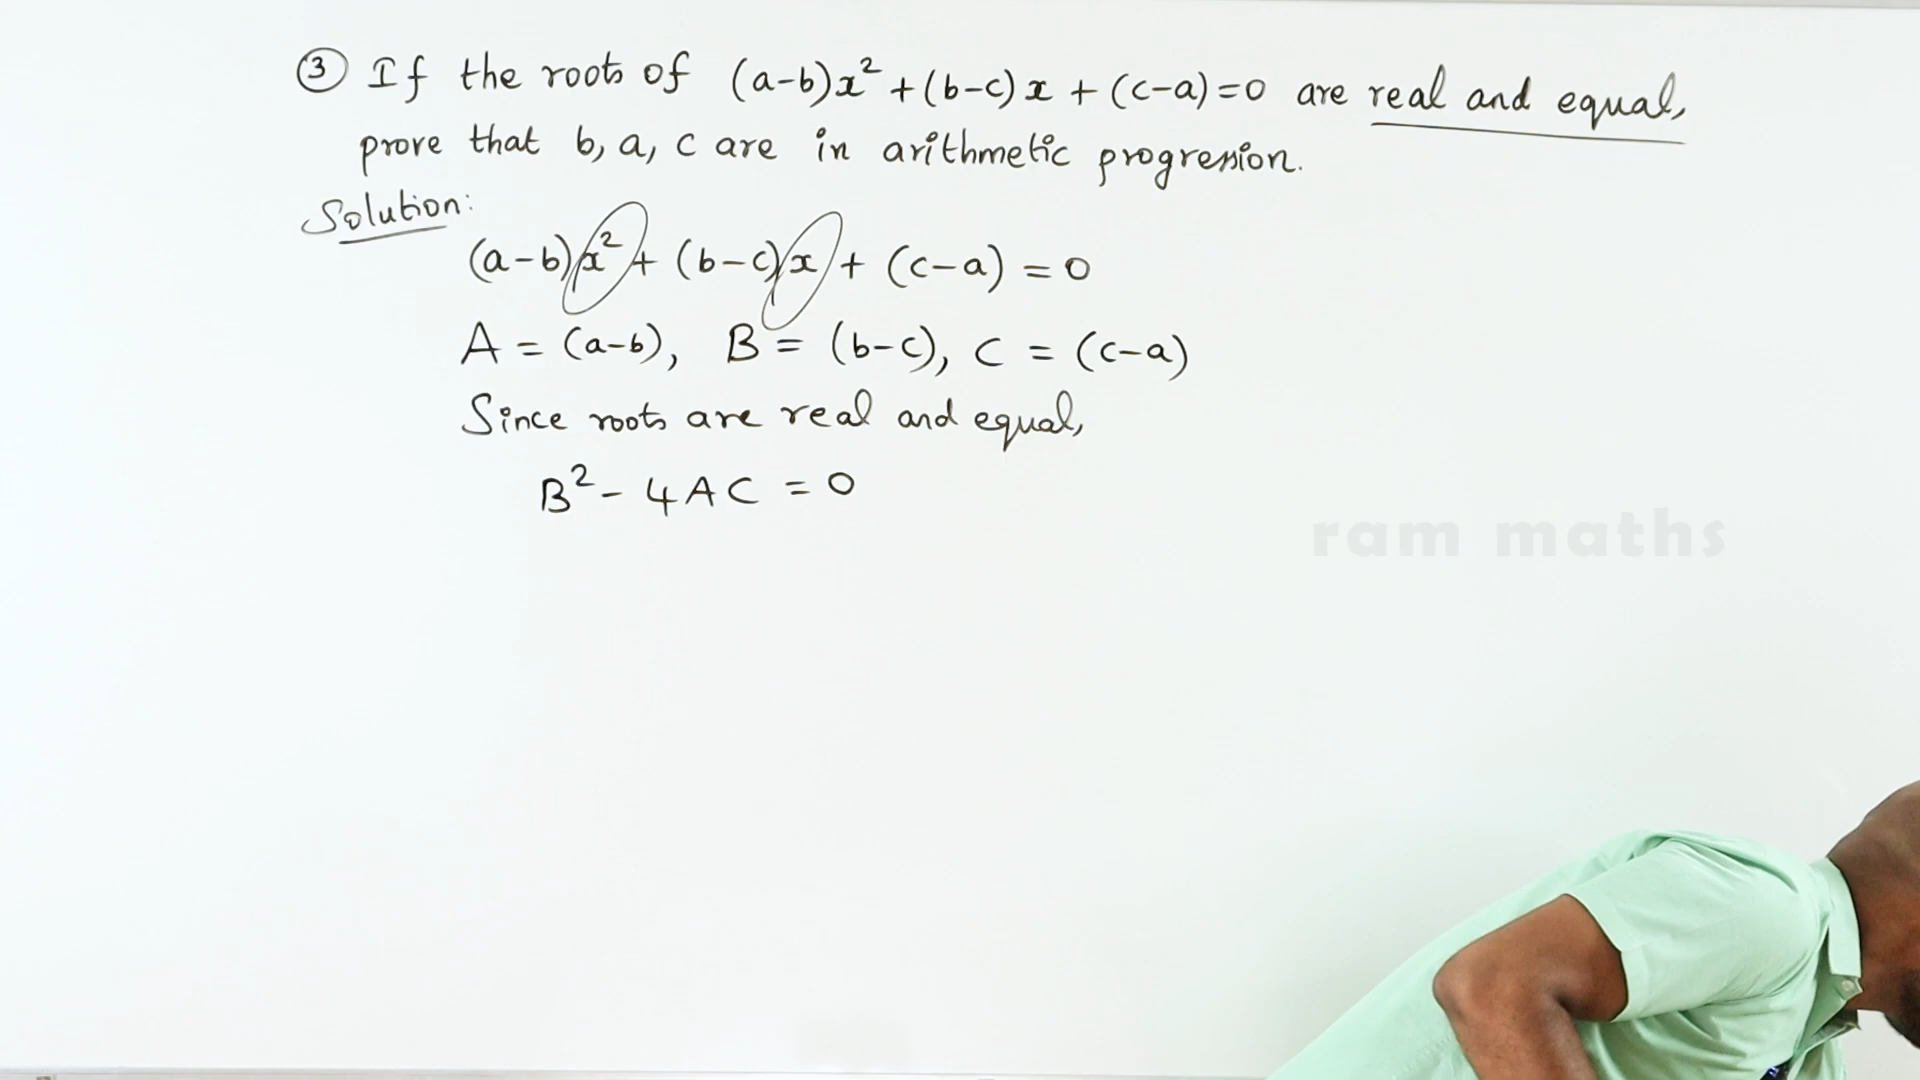 ③ If the roots of (a-b)x² + (b-c)x + (c-a) = 0 are real and equal,
prove that b, a, c are in arithmetic progression.
Solution:
(a-b)x² + (b-c)x + (c-a) = 0
A = (a-b), B = (b-c), C = (c-a)
Since roots are real and equal,
B² - 4AC = 0
ram maths